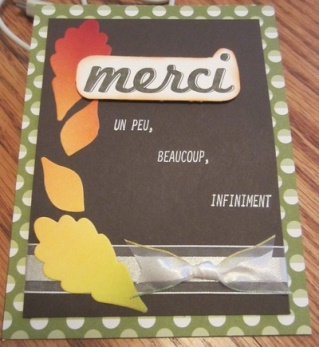 merci
UN PEU,
BEAUCOUP,
INFINIMENT